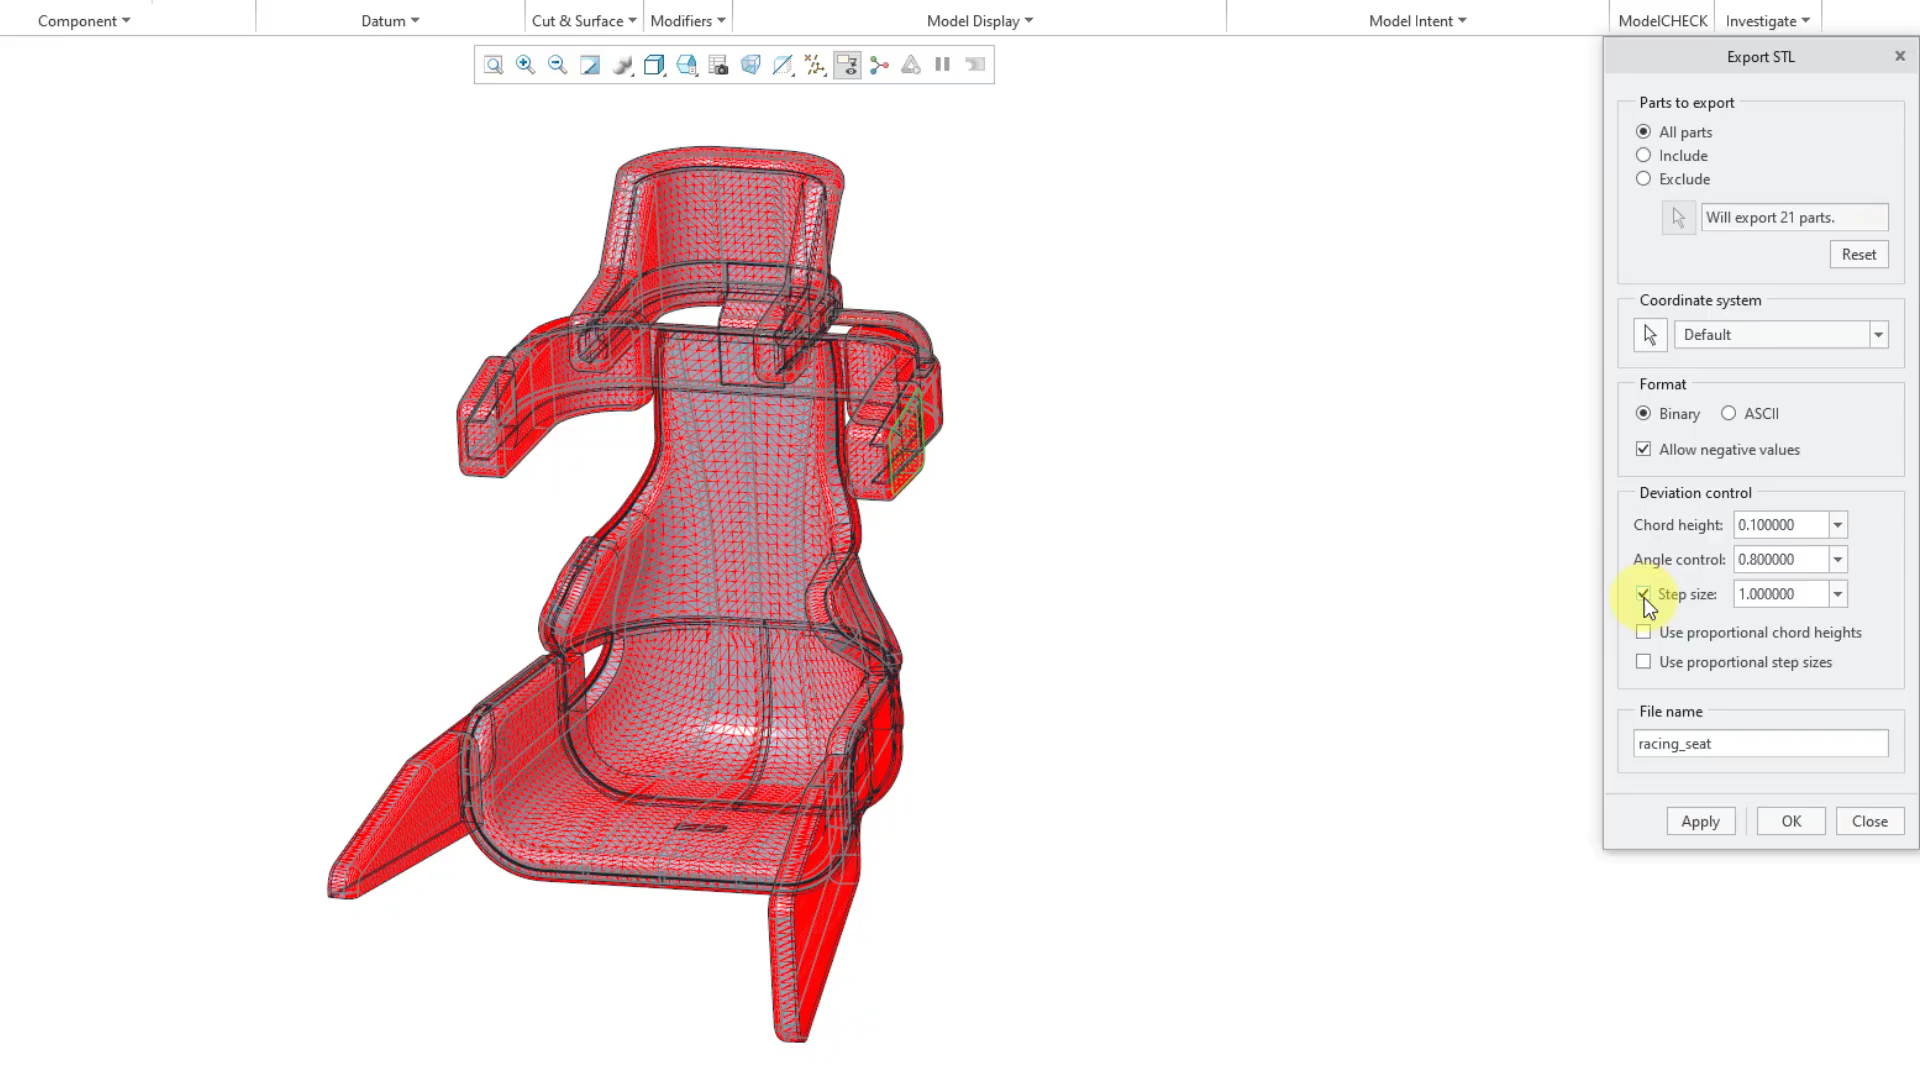 Component Datum Cut & Surface Modifiers Model Display Model Intent ModelCHECK Investigate
Export STL
Parts to export
All parts
Include
Exclude
Will export 21 parts.
Reset
Coordinate system
Default
Format
Binary ASCII
Allow negative values
Deviation control
Chord height: 0.100000
Angle control: 0.800000
Step size: 1.000000
Use proportional chord heights
Use proportional step sizes
File name
racing_seat
Apply OK Close